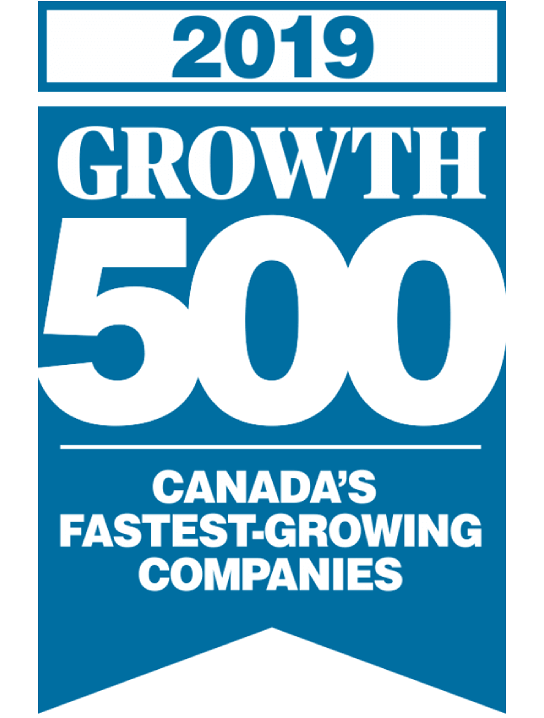 2019
GROWTH
500
CANADA'S
FASTEST-GROWING
COMPANIES